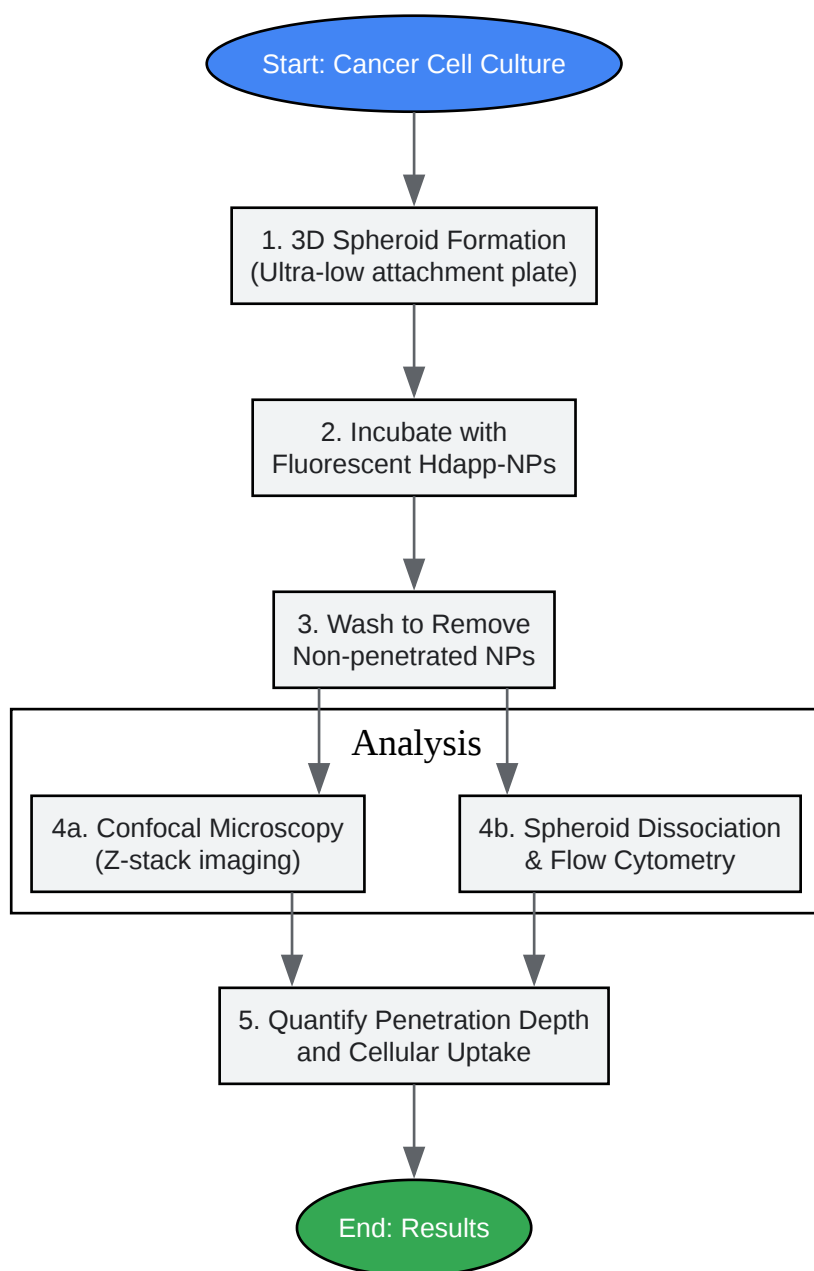 Start: Cancer Cell Culture
1. 3D Spheroid Formation
(Ultra-low attachment plate)
2. Incubate with
Fluorescent Hdapp-NPs
3. Wash to Remove
Non-penetrated NPs
Analysis
4a. Confocal Microscopy
(Z-stack imaging)
4b. Spheroid Dissociation
& Flow Cytometry
5. Quantify Penetration Depth
and Cellular Uptake
End: Results